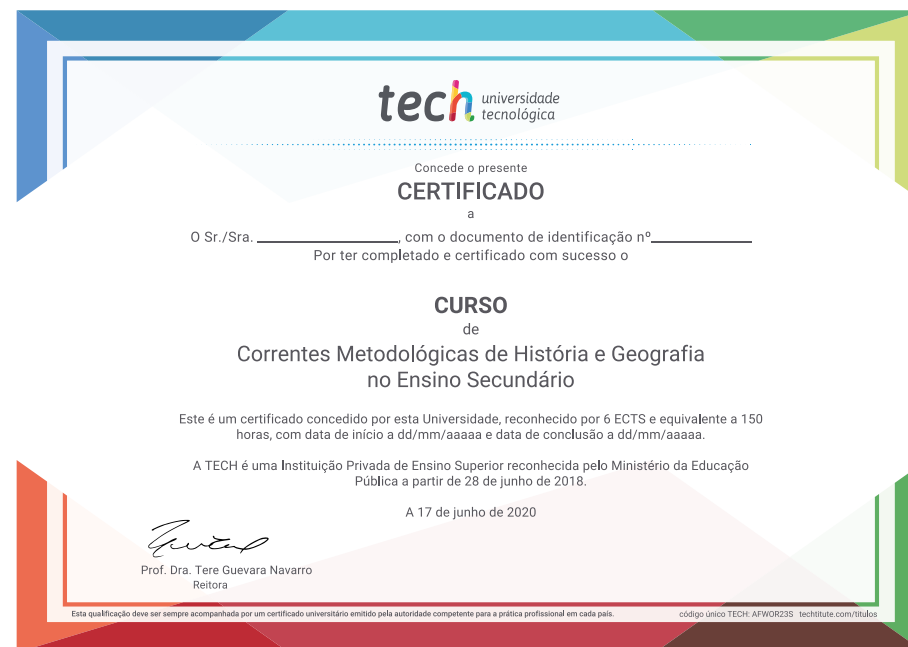 tech universidade
tecnológica
Concede o presente
CERTIFICADO
a
O Sr./Sra. ____________, com o documento de identificação nº____________
Por ter completado e certificado com sucesso o
CURSO
de
Correntes Metodológicas de História e Geografia
no Ensino Secundário
Este é um certificado concedido por esta Universidade, reconhecido por 6 ECTS e equivalente a 150
horas, com data de início a dd/mm/aaaaa e data de conclusão a dd/mm/aaaaa.
A TECH é uma Instituição Privada de Ensino Superior reconhecida pelo Ministério da Educação
Pública a partir de 28 de junho de 2018.
A 17 de junho de 2020
Prof. Dra. Tere Guevara Navarro
Reitora
Esta qualificação deve ser sempre acompanhada por um certificado universitário emitido pela autoridade competente para a prática profissional em cada país.
código único TECH: AFWOR23S techtitute.com/titulos